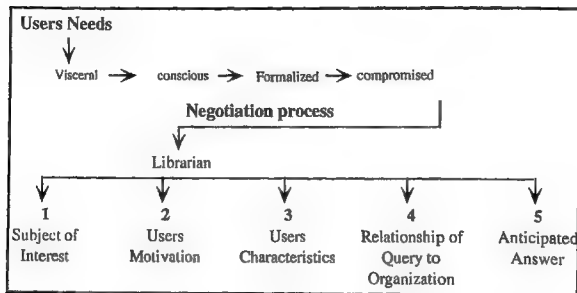 Users Needs
Visceral conscious Formalized compromised
Negotiation process
Librarian
1 2 3 4 5
Subject of Users Users Relationship of Anticipated
Interest Motivation Characteristics Query to Answer
Organization